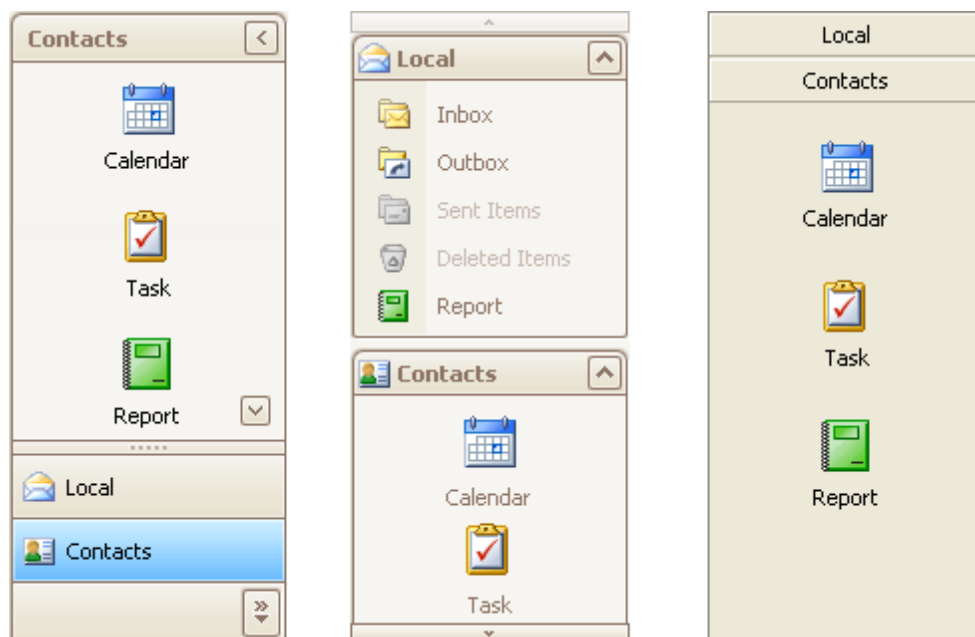 Contacts
Calendar
Task
Report
Local
Contacts
Local
Inbox
Outbox
Sent Items
Deleted Items
Report
Contacts
Calendar
Task
Local
Contacts
Calendar
Task
Report